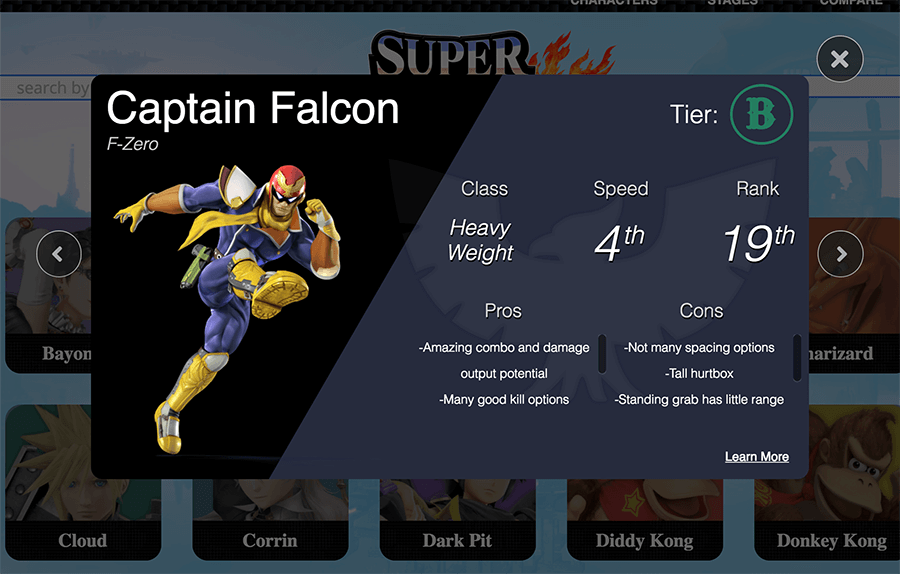 CHARACTERS STAGES COMPARE
SUPER
search by
Captain Falcon
F-Zero
Tier: B
Class Speed Rank
Heavy
Weight
4th 19th
Pros Cons
-Amazing combo and damage
output potential
-Many good kill options
-Not many spacing options
-Tall hurtbox
-Standing grab has little range
Learn More
Bayon
harizard
Cloud Corrin Dark Pit Diddy Kong Donkey Kong